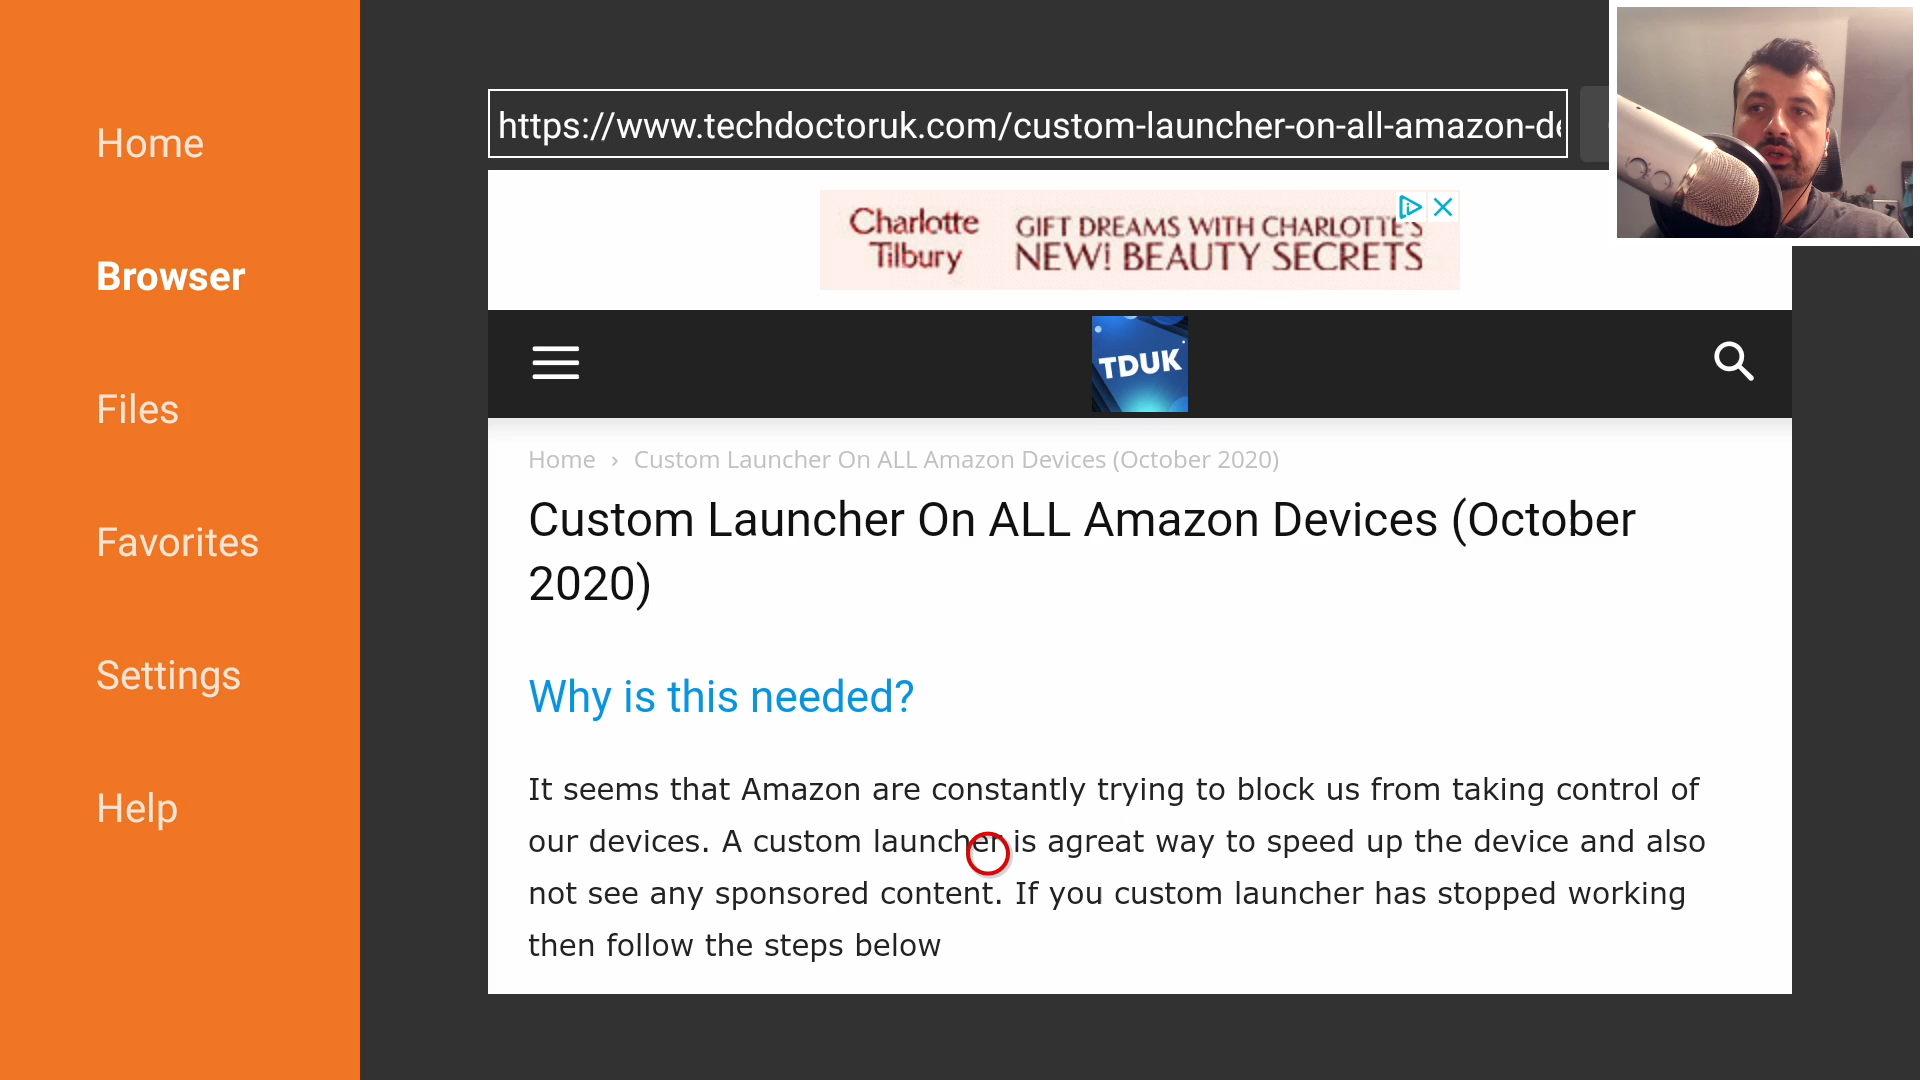 Home
Browser
Files
Favorites
Settings
Help
https://www.techdoctoruk.com/custom-launcher-on-all-amazon-de
Charlotte
Tilbury
GIFT DREAMS WITH CHARLOTTE'S
NEW! BEAUTY SECRETS
TDUK
Home › Custom Launcher On ALL Amazon Devices (October 2020)
Custom Launcher On ALL Amazon Devices (October
2020)
Why is this needed?
It seems that Amazon are constantly trying to block us from taking control of
our devices. A custom launcher is agreat way to speed up the device and also
not see any sponsored content. If you custom launcher has stopped working
then follow the steps below